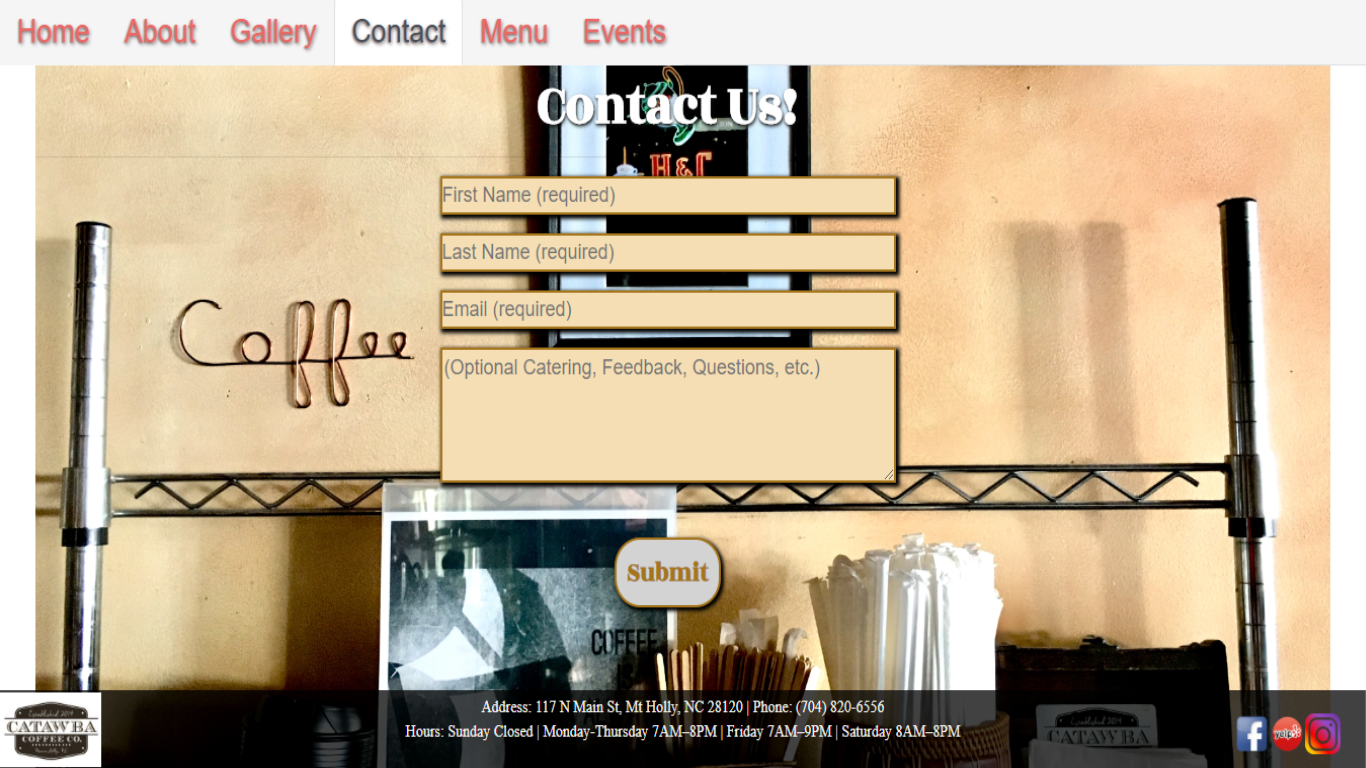 Home About Gallery Contact Menu Events
Contact Us!
H&C
First Name (required)
Last Name (required)
Email (required)
Coffee
(Optional Catering, Feedback, Questions, etc.)
Submit
COFFEE
Address: 117 N Main St, Mt Holly, NC 28120 | Phone: (704) 820-6556
Hours: Sunday Closed | Monday-Thursday 7AM–8PM | Friday 7AM–9PM | Saturday 8AM–8PM
Established 2014
CATAWBA
COFFEE CO.
CATAWBA
f
yelp